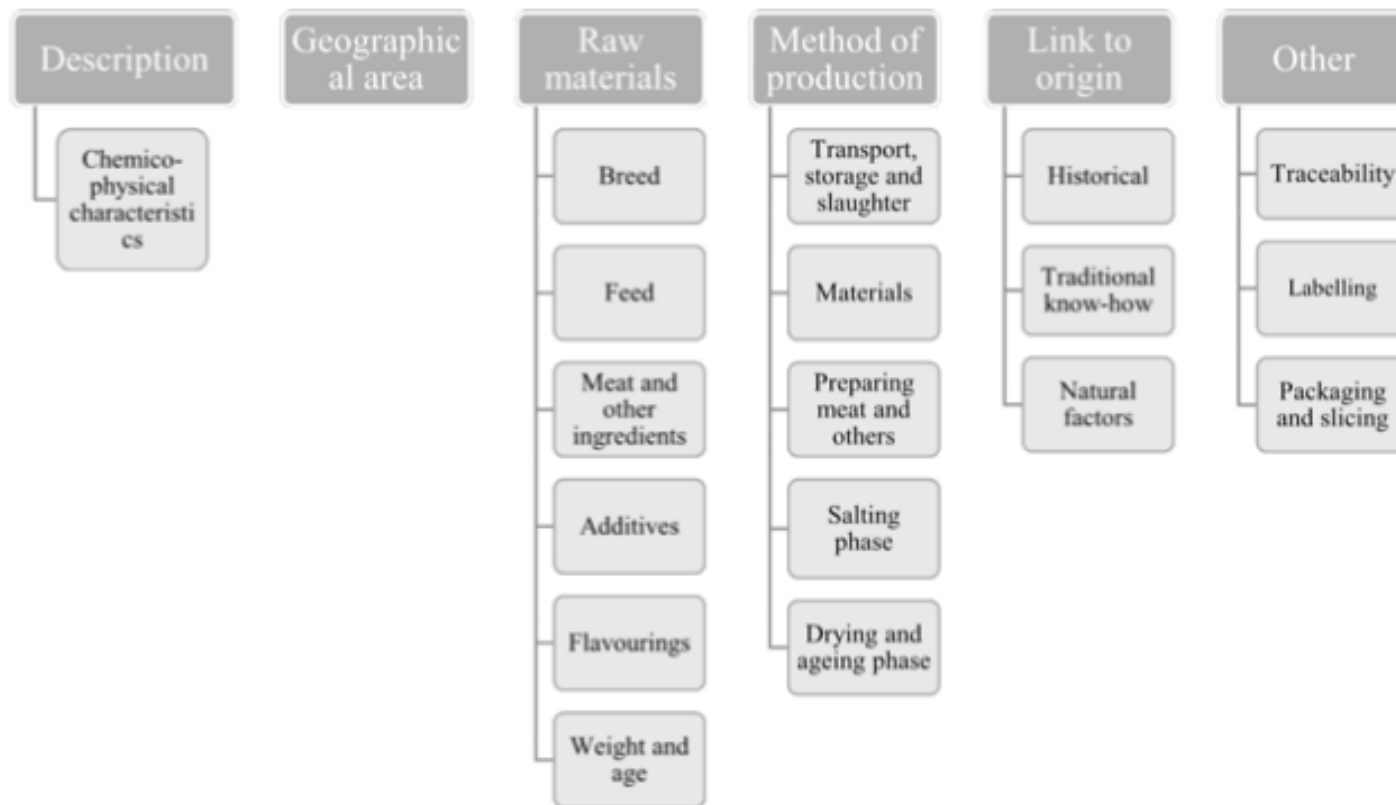 Description
Chemico-
physical
characteristi
cs
Geographic
al area
Raw
materials
Breed
Feed
Meat and
other
ingredients
Additives
Flavourings
Weight and
age
Method of
production
Transport,
storage and
slaughter
Materials
Preparing
meat and
others
Salting
phase
Drying and
ageing phase
Link to
origin
Historical
Traditional
know-how
Natural
factors
Other
Traceability
Labelling
Packaging
and slicing